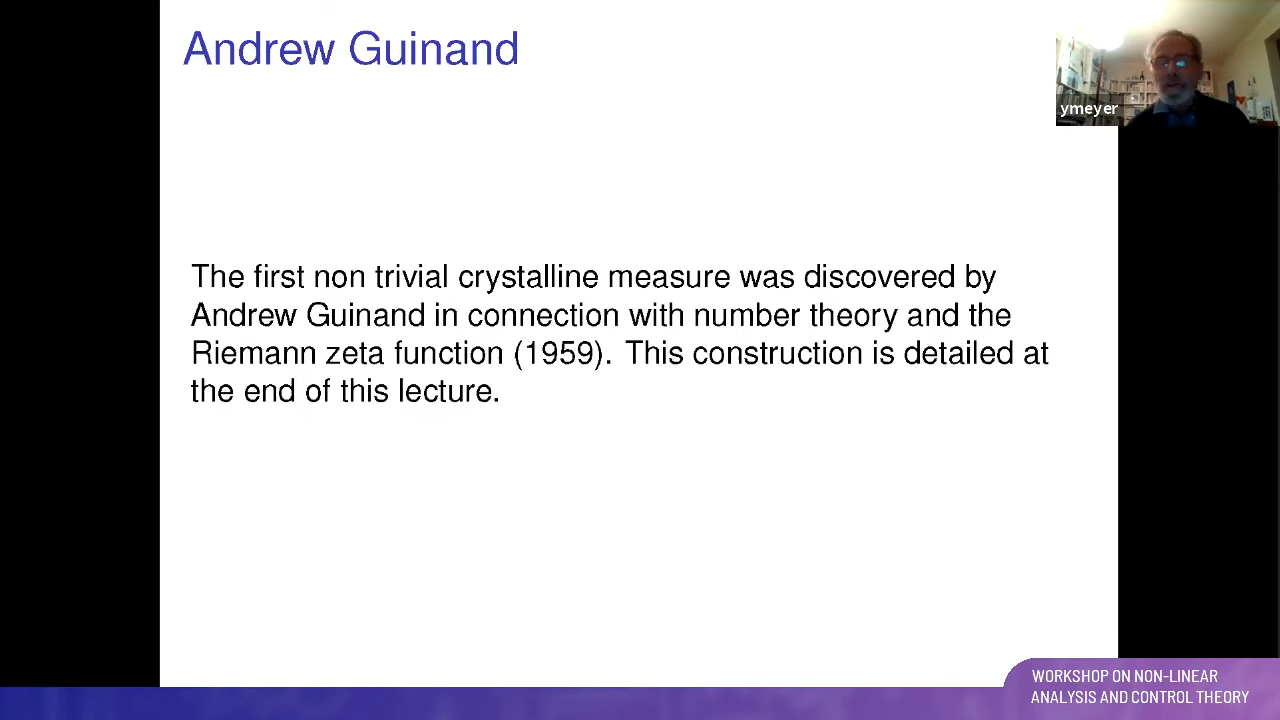 Andrew Guinand
ymeyer
The first non trivial crystalline measure was discovered by
Andrew Guinand in connection with number theory and the
Riemann zeta function (1959). This construction is detailed at
the end of this lecture.
WORKSHOP ON NON-LINEAR
ANALYSIS AND CONTROL THEORY